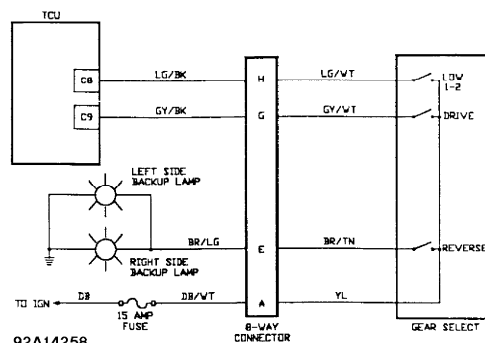 TCU
C8
LG/BK
H
LG/WT
LOW
1-2
C9
GY/BK
G
GY/WT
DRIVE
LEFT SIDE
BACKUP LAMP
BR/LG
E
BR/TN
REVERSE
RIGHT SIDE
BACKUP LAMP
TO IGN
DB
DB/WT
A
YL
15 AMP
FUSE
8-WAY
CONNECTOR
GEAR SELECT
92A14258